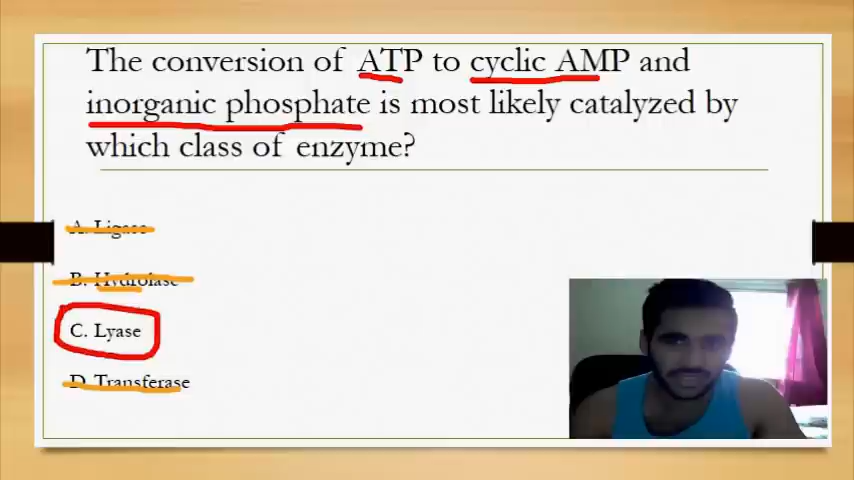 The conversion of ATP to cyclic AMP and
inorganic phosphate is most likely catalyzed by
which class of enzyme?
A. Ligase
B. Hydrolase
C. Lyase
D. Transferase